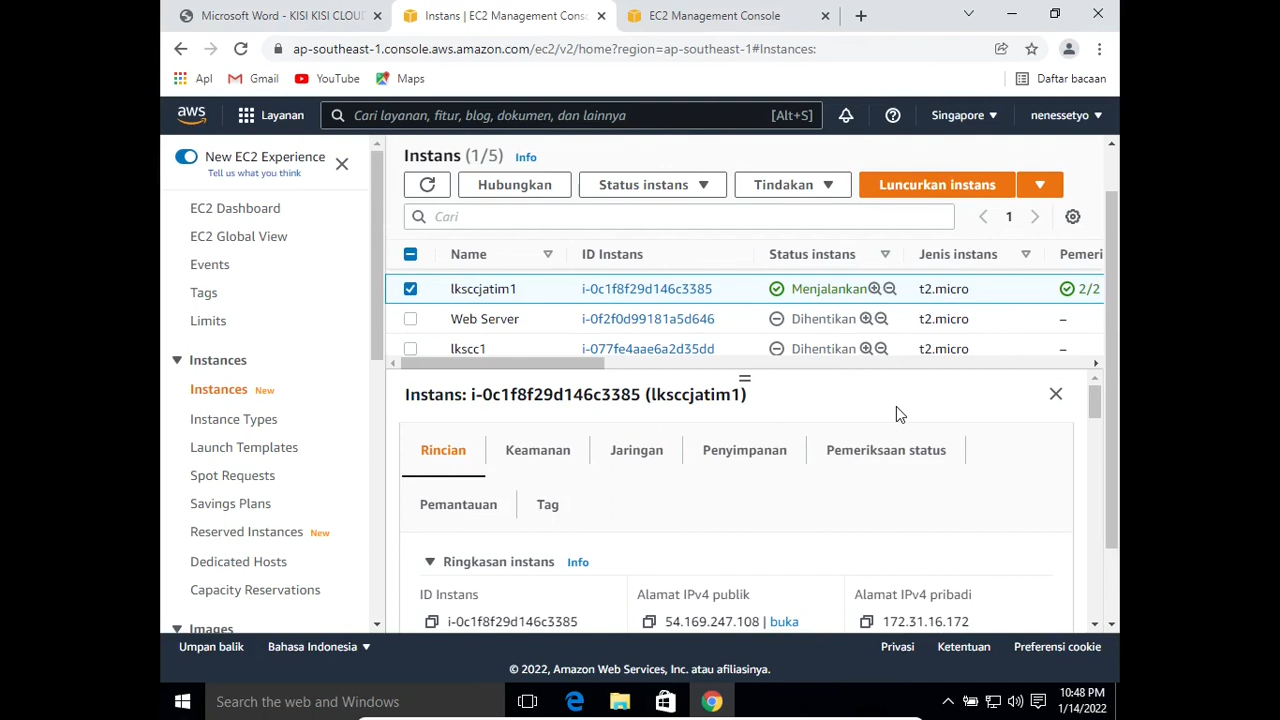 Microsoft Word - KISI KISI CLOUD
Instans | EC2 Management Conso
EC2 Management Console
ap-southeast-1.console.aws.amazon.com/ec2/v2/home?region=ap-southeast-1#Instances:
Apl
Gmail
YouTube
Maps
Daftar bacaan
aws
Layanan
Cari layanan, fitur, blog, dokumen, dan lainnya
[Alt+S]
Singapore
nenessetyo
New EC2 Experience
Tell us what you think
EC2 Dashboard
EC2 Global View
Events
Tags
Limits
Instances
Instances New
Instance Types
Launch Templates
Spot Requests
Savings Plans
Reserved Instances New
Dedicated Hosts
Capacity Reservations
Images
Instans (1/5) Info
Hubungkan
Status instans
Tindakan
Luncurkan instans
Cari
1
Name ID Instans Status instans Jenis instans Pemeri
lksccjatim1 i-0c1f8f29d146c3385 Menjalankan t2.micro 2/2
Web Server i-0f2f0d99181a5d646 Dihentikan t2.micro –
lkscc1 i-077fe4aae6a2d35dd Dihentikan t2.micro –
Instans: i-0c1f8f29d146c3385 (lksccjatim1)
Rincian Keamanan Jaringan Penyimpanan Pemeriksaan status
Pemantauan Tag
Ringkasan instans Info
ID Instans Alamat IPv4 publik Alamat IPv4 pribadi
i-0c1f8f29d146c3385 54.169.247.108 | buka 172.31.16.172
Umpan balik Bahasa Indonesia Privasi Ketentuan Preferensi cookie
© 2022, Amazon Web Services, Inc. atau afiliasinya.
Search the web and Windows
10:48 PM
1/14/2022